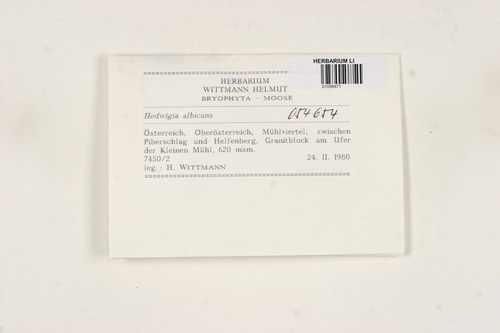 HERBARIUM LI
01056471
HERBARIUM
WITTMANN HELMUT
BRYOPHYTA - MOOSE
Hedwigia albicans 054654
Österreich, Oberösterreich, Mühlviertel, zwischen
Piberschlag und Helfenberg, Granitblock am Ufer
der Kleinen Mühl, 620 msm.
7450/2 24. II. 1980
leg.: H. WITTMANN